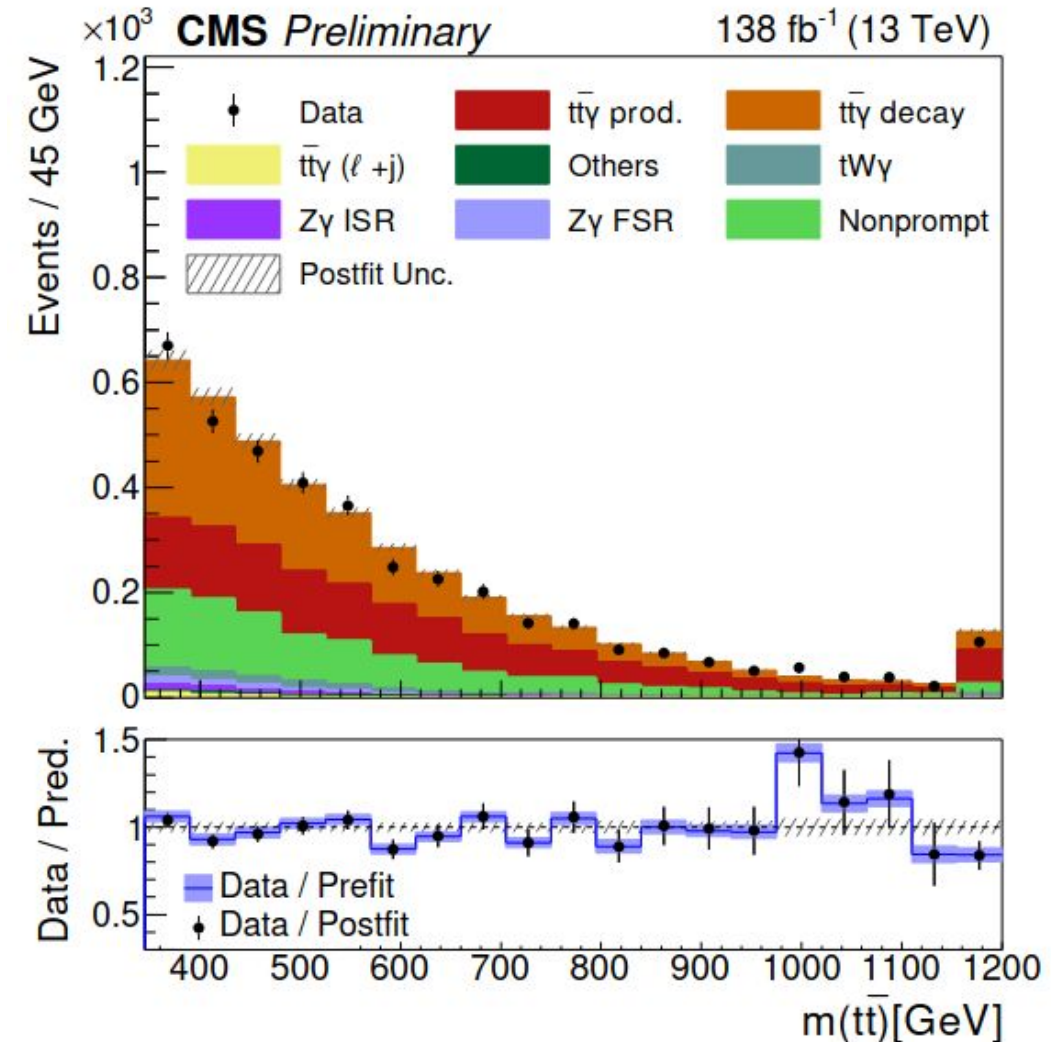 ×10³ CMS Preliminary 138 fb⁻¹ (13 TeV)
Events / 45 GeV
1.2
1
0.8
0.6
0.4
0.2
0
Data
tt̄γ prod.
tt̄γ decay
tt̄γ (ℓ +j)
Others
tWγ
Zγ ISR
Zγ FSR
Nonprompt
Postfit Unc.
Data / Pred.
1.5
1
0.5
Data / Prefit
Data / Postfit
400 500 600 700 800 900 1000 1100 1200
m(tt̄)[GeV]